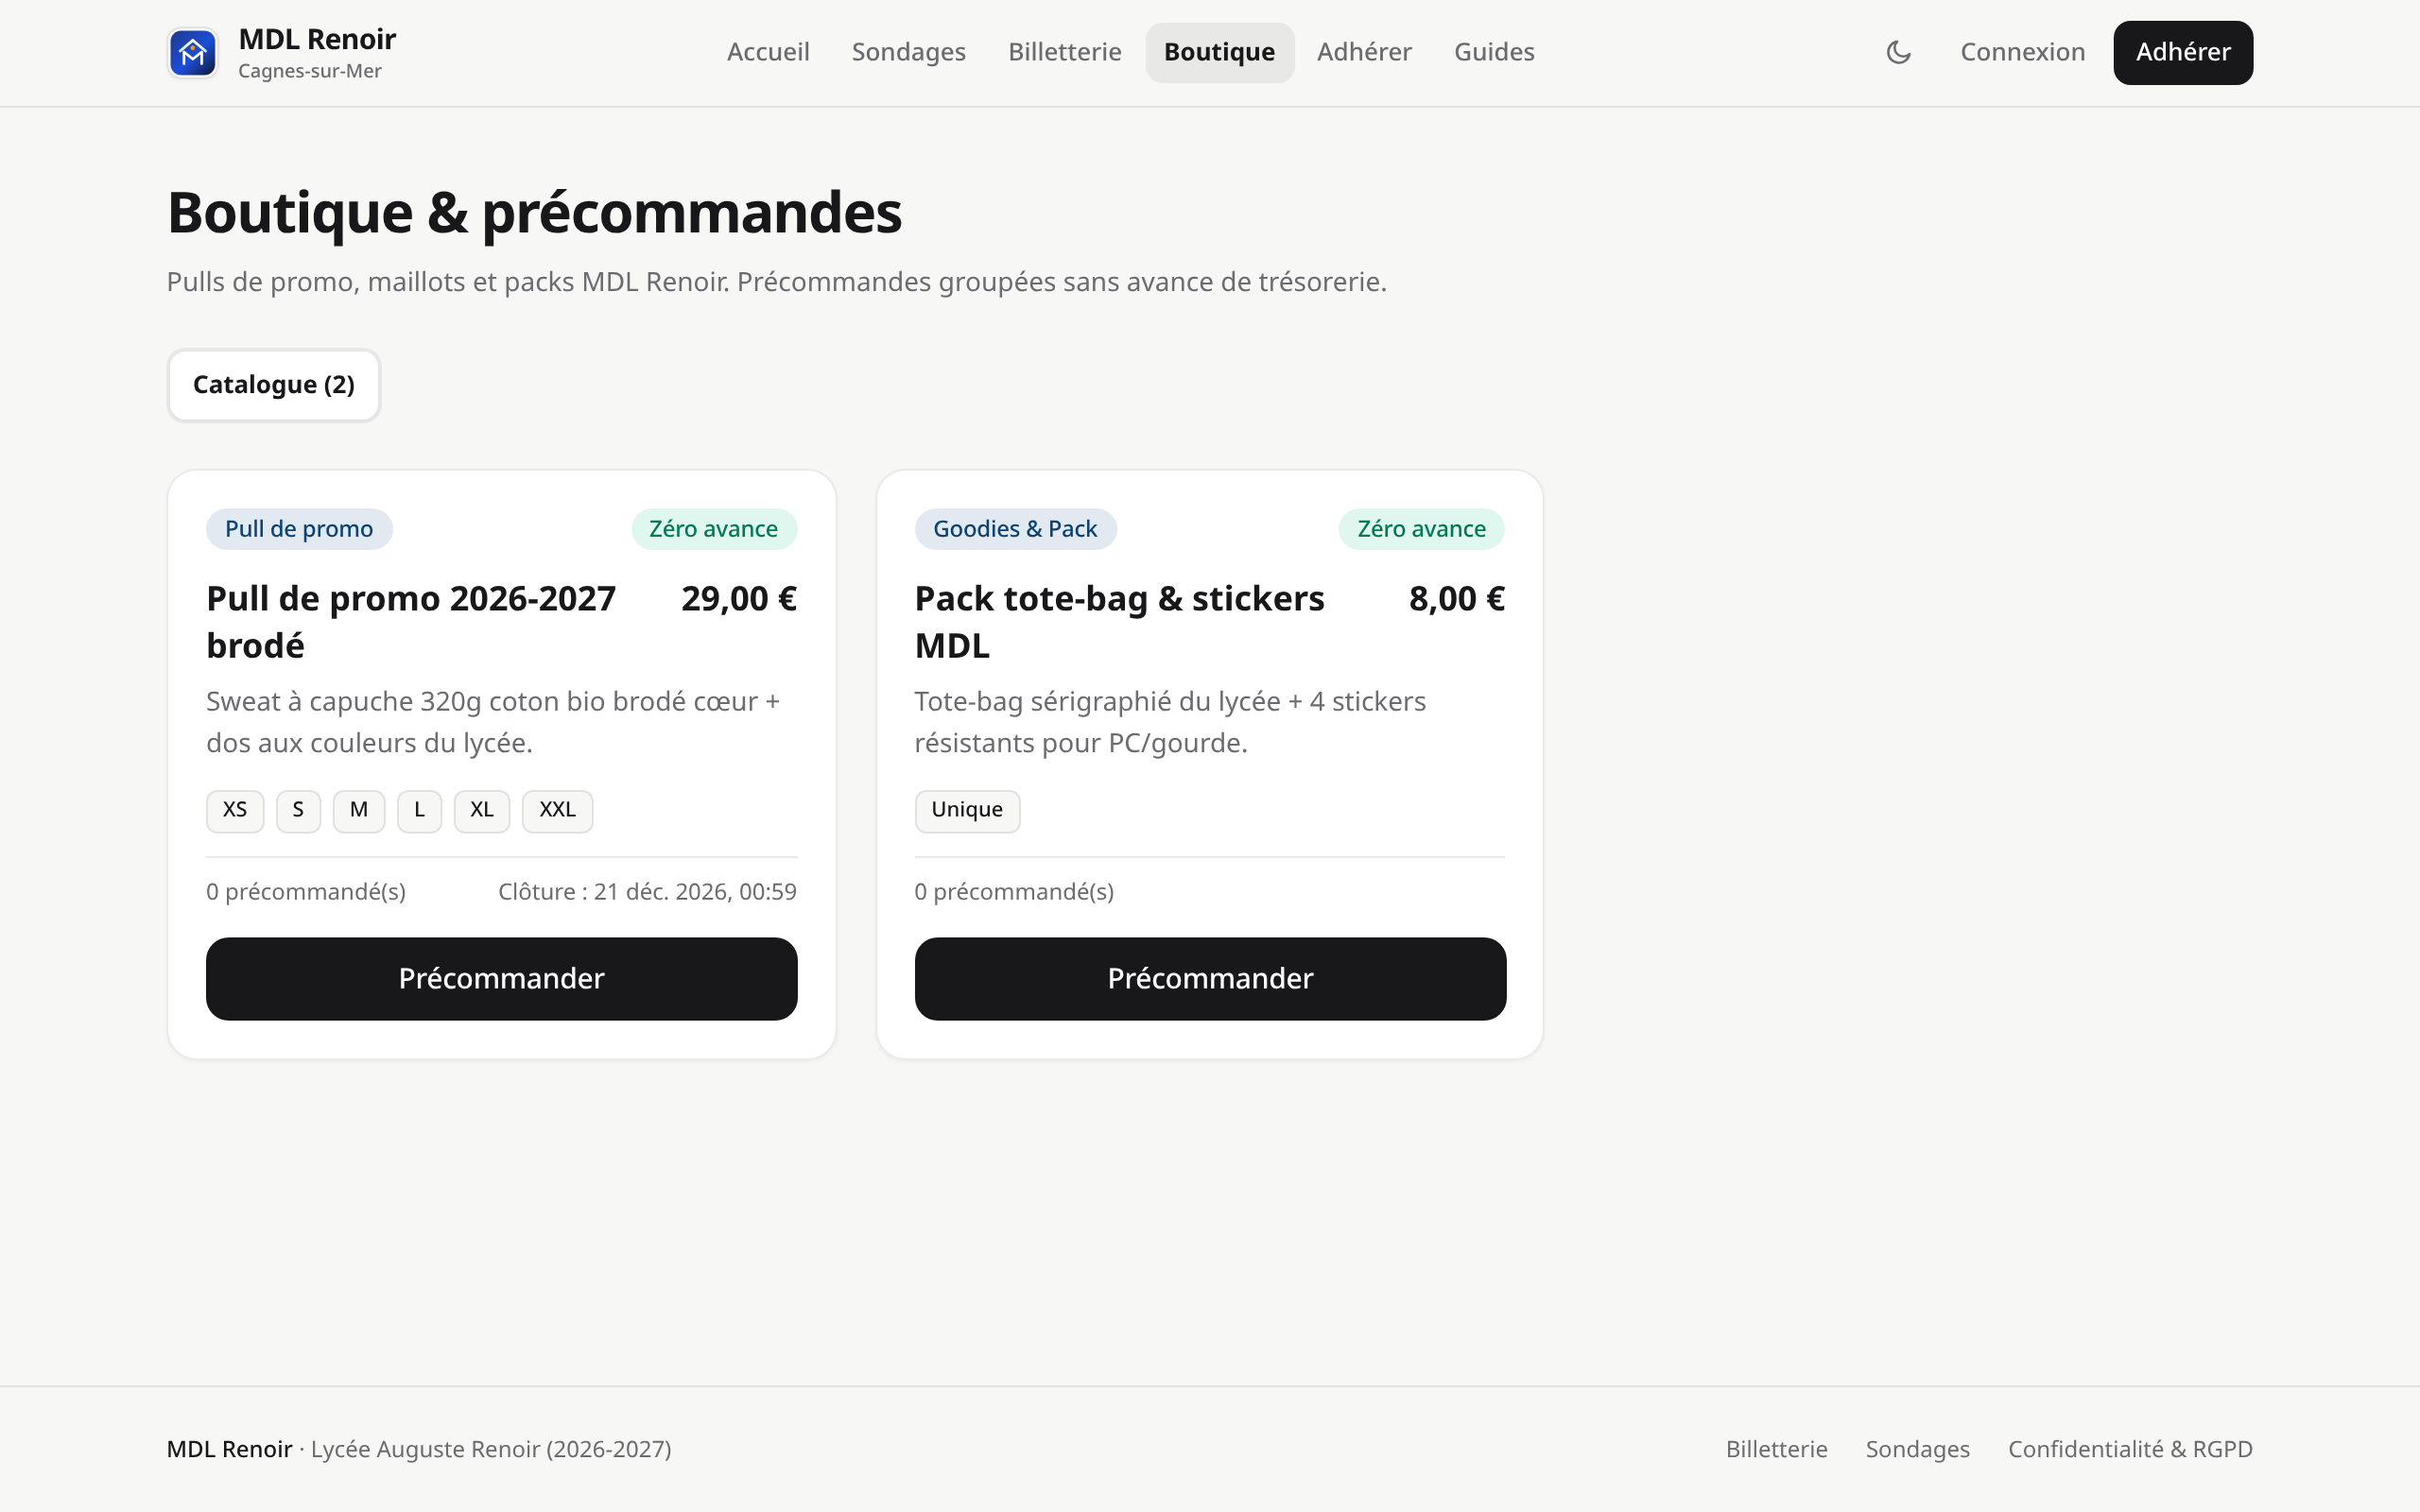 MDL Renoir
Cagnes-sur-Mer
Accueil
Sondages
Billetterie
Boutique
Adhérer
Guides
Connexion
Adhérer
Boutique & précommandes
Pulls de promo, maillots et packs MDL Renoir. Précommandes groupées sans avance de trésorerie.
Catalogue (2)
Pull de promo
Zéro avance
Pull de promo 2026-2027
brodé
29,00 €
Sweat à capuche 320g coton bio brodé cœur +
dos aux couleurs du lycée.
XS
S
M
L
XL
XXL
0 précommandé(s)
Clôture : 21 déc. 2026, 00:59
Précommander
Goodies & Pack
Zéro avance
Pack tote-bag & stickers
MDL
8,00 €
Tote-bag sérigraphié du lycée + 4 stickers
résistants pour PC/gourde.
Unique
0 précommandé(s)
Précommander
MDL Renoir · Lycée Auguste Renoir (2026-2027)
Billetterie
Sondages
Confidentialité & RGPD